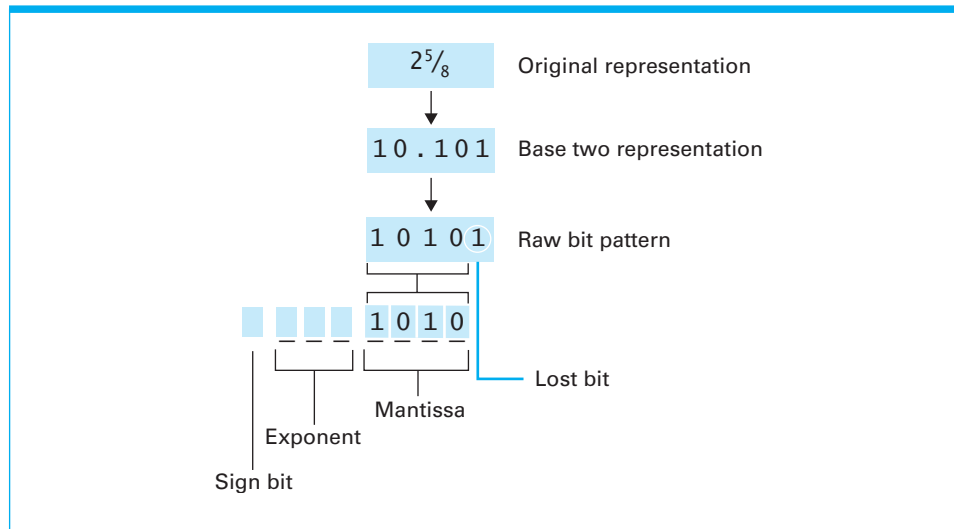 2⅝ Original representation
10.101 Base two representation
10101 Raw bit pattern
1010
Lost bit
Mantissa
Exponent
Sign bit